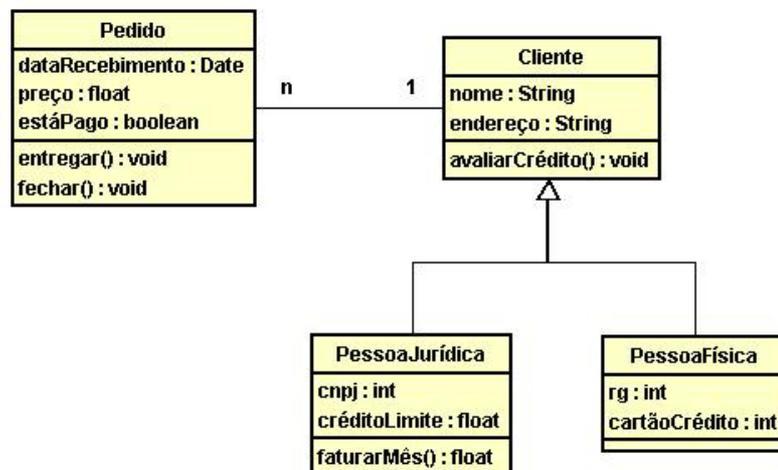 Pedido
dataRecebimento : Date
preço : float
estáPago : boolean
entregar() : void
fechar() : void
n
1
Cliente
nome : String
endereço : String
avaliarCrédito() : void
PessoaJurídica
cnpj : int
créditoLimite : float
faturarMês() : float
PessoaFísica
rg : int
cartãoCrédito : int